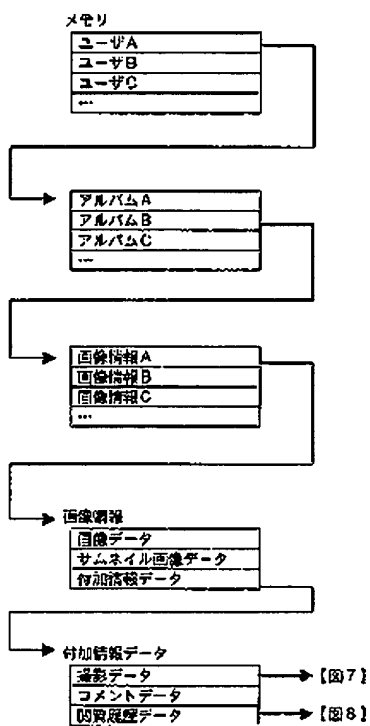 メモリ
ユーザA
ユーザB
ユーザC
…
アルバムA
アルバムB
アルバムC
…
画像情報A
画像情報B
画像情報C
…
画像情報
画像データ
サムネイル画像データ
付加情報データ
付加情報データ
撮影データ
【図7】
コメントデータ
閲覧履歴データ
【図8】